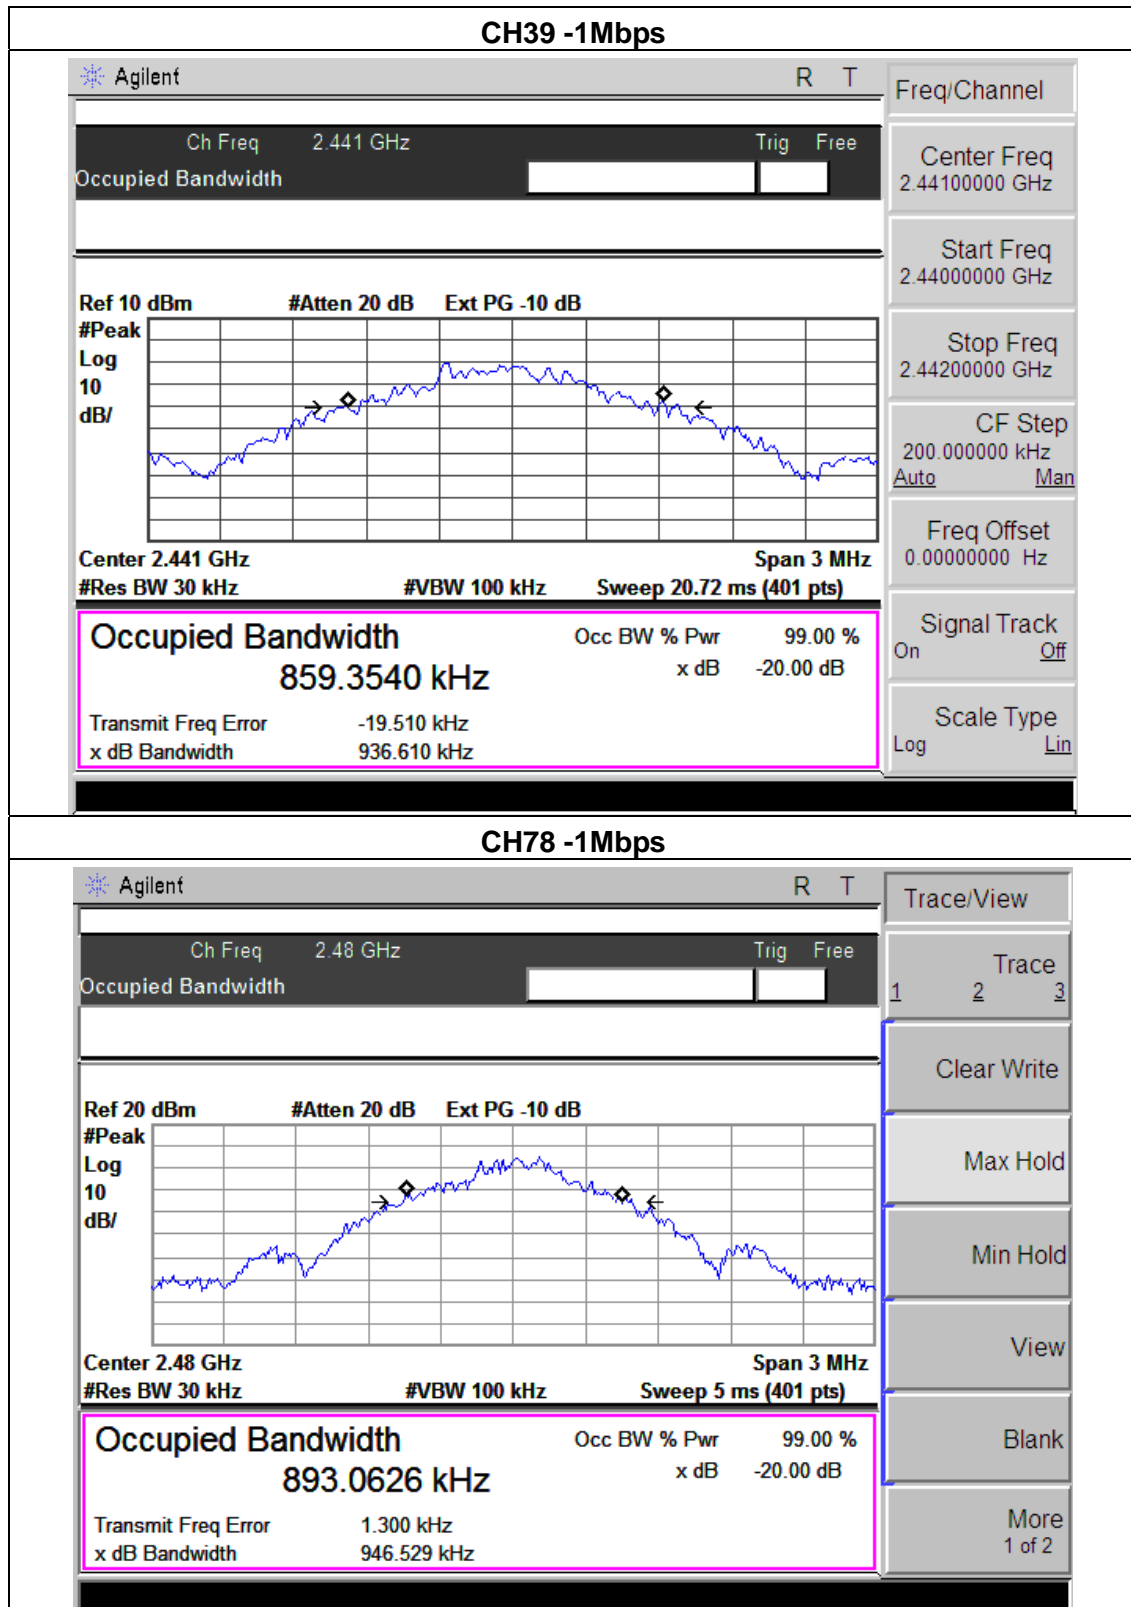 CH39 -1Mbps
Agilent R T
Freq/Channel
Ch Freq 2.441 GHz Trig Free
Occupied Bandwidth
Center Freq
2.44100000 GHz
Start Freq
2.44000000 GHz
Stop Freq
2.44200000 GHz
CF Step
200.000000 kHz
Auto Man
Freq Offset
0.00000000 Hz
Signal Track
On Off
Scale Type
Log Lin
Ref 10 dBm #Atten 20 dB Ext PG -10 dB
#Peak
Log
10
dB/
Center 2.441 GHz Span 3 MHz
#Res BW 30 kHz #VBW 100 kHz Sweep 20.72 ms (401 pts)
Occupied Bandwidth Occ BW % Pwr 99.00 %
859.3540 kHz x dB -20.00 dB
Transmit Freq Error -19.510 kHz
x dB Bandwidth 936.610 kHz
CH78 -1Mbps
Agilent R T
Trace/View
Ch Freq 2.48 GHz Trig Free
Occupied Bandwidth
Trace
1 2 3
Clear Write
Max Hold
Min Hold
View
Blank
More
1 of 2
Ref 20 dBm #Atten 20 dB Ext PG -10 dB
#Peak
Log
10
dB/
Center 2.48 GHz Span 3 MHz
#Res BW 30 kHz #VBW 100 kHz Sweep 5 ms (401 pts)
Occupied Bandwidth Occ BW % Pwr 99.00 %
893.0626 kHz x dB -20.00 dB
Transmit Freq Error 1.300 kHz
x dB Bandwidth 946.529 kHz